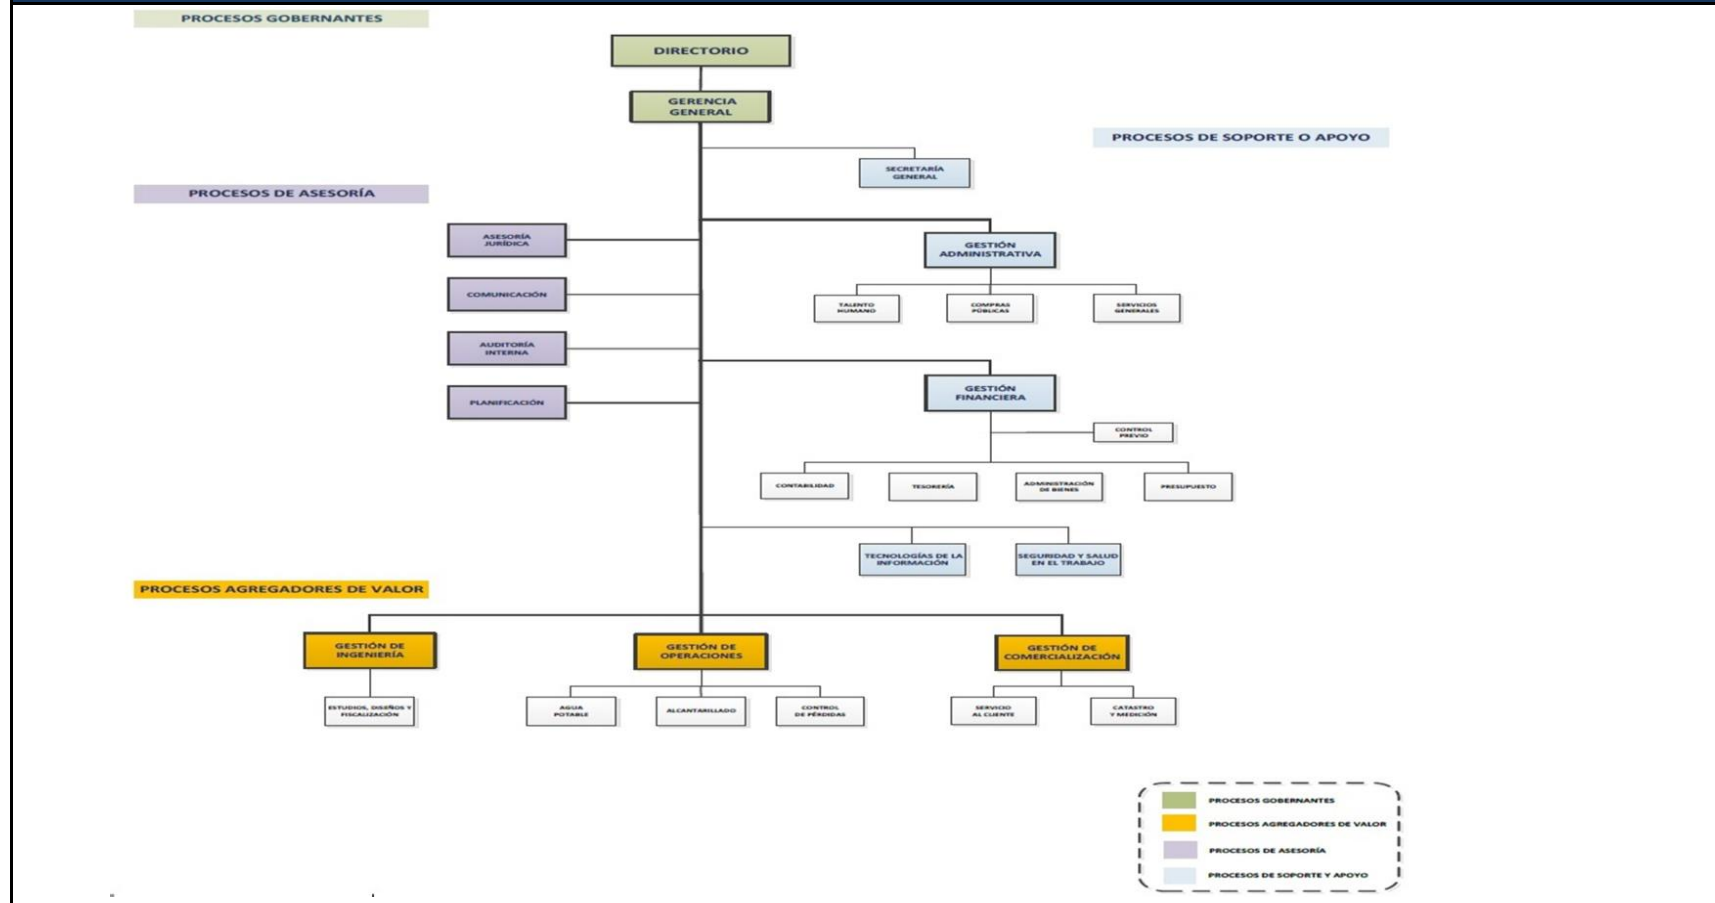 PROCESOS GOBERNANTES
DIRECTORIO
GERENCIA
GENERAL
PROCESOS DE SOPORTE O APOYO
SECRETARÍA
GENERAL
PROCESOS DE ASESORÍA
ASESORÍA
JURÍDICA
GESTIÓN
ADMINISTRATIVA
COMUNICACIÓN
TALENTO
HUMANO
COMPRAS
PÚBLICAS
SERVICIOS
GENERALES
AUDITORÍA
INTERNA
GESTIÓN
FINANCIERA
PLANIFICACIÓN
CONTROL
PREVIO
CONTABILIDAD
TESORERÍA
ADMINISTRACIÓN
DE BIENES
PRESUPUESTO
TECNOLOGÍAS DE LA
INFORMACIÓN
SEGURIDAD Y SALUD
EN EL TRABAJO
PROCESOS AGREGADORES DE VALOR
GESTIÓN DE
INGENIERÍA
GESTIÓN DE
OPERACIONES
GESTIÓN DE
COMERCIALIZACIÓN
ESTUDIOS, DISEÑOS Y
FISCALIZACIÓN
AGUA
POTABLE
ALCANTARILLADO
CONTROL
DE PÉRDIDAS
SERVICIO
AL CLIENTE
CATASTRO
Y MEDICIÓN
PROCESOS GOBERNANTES
PROCESOS AGREGADORES DE VALOR
PROCESOS DE ASESORÍA
PROCESOS DE SOPORTE Y APOYO